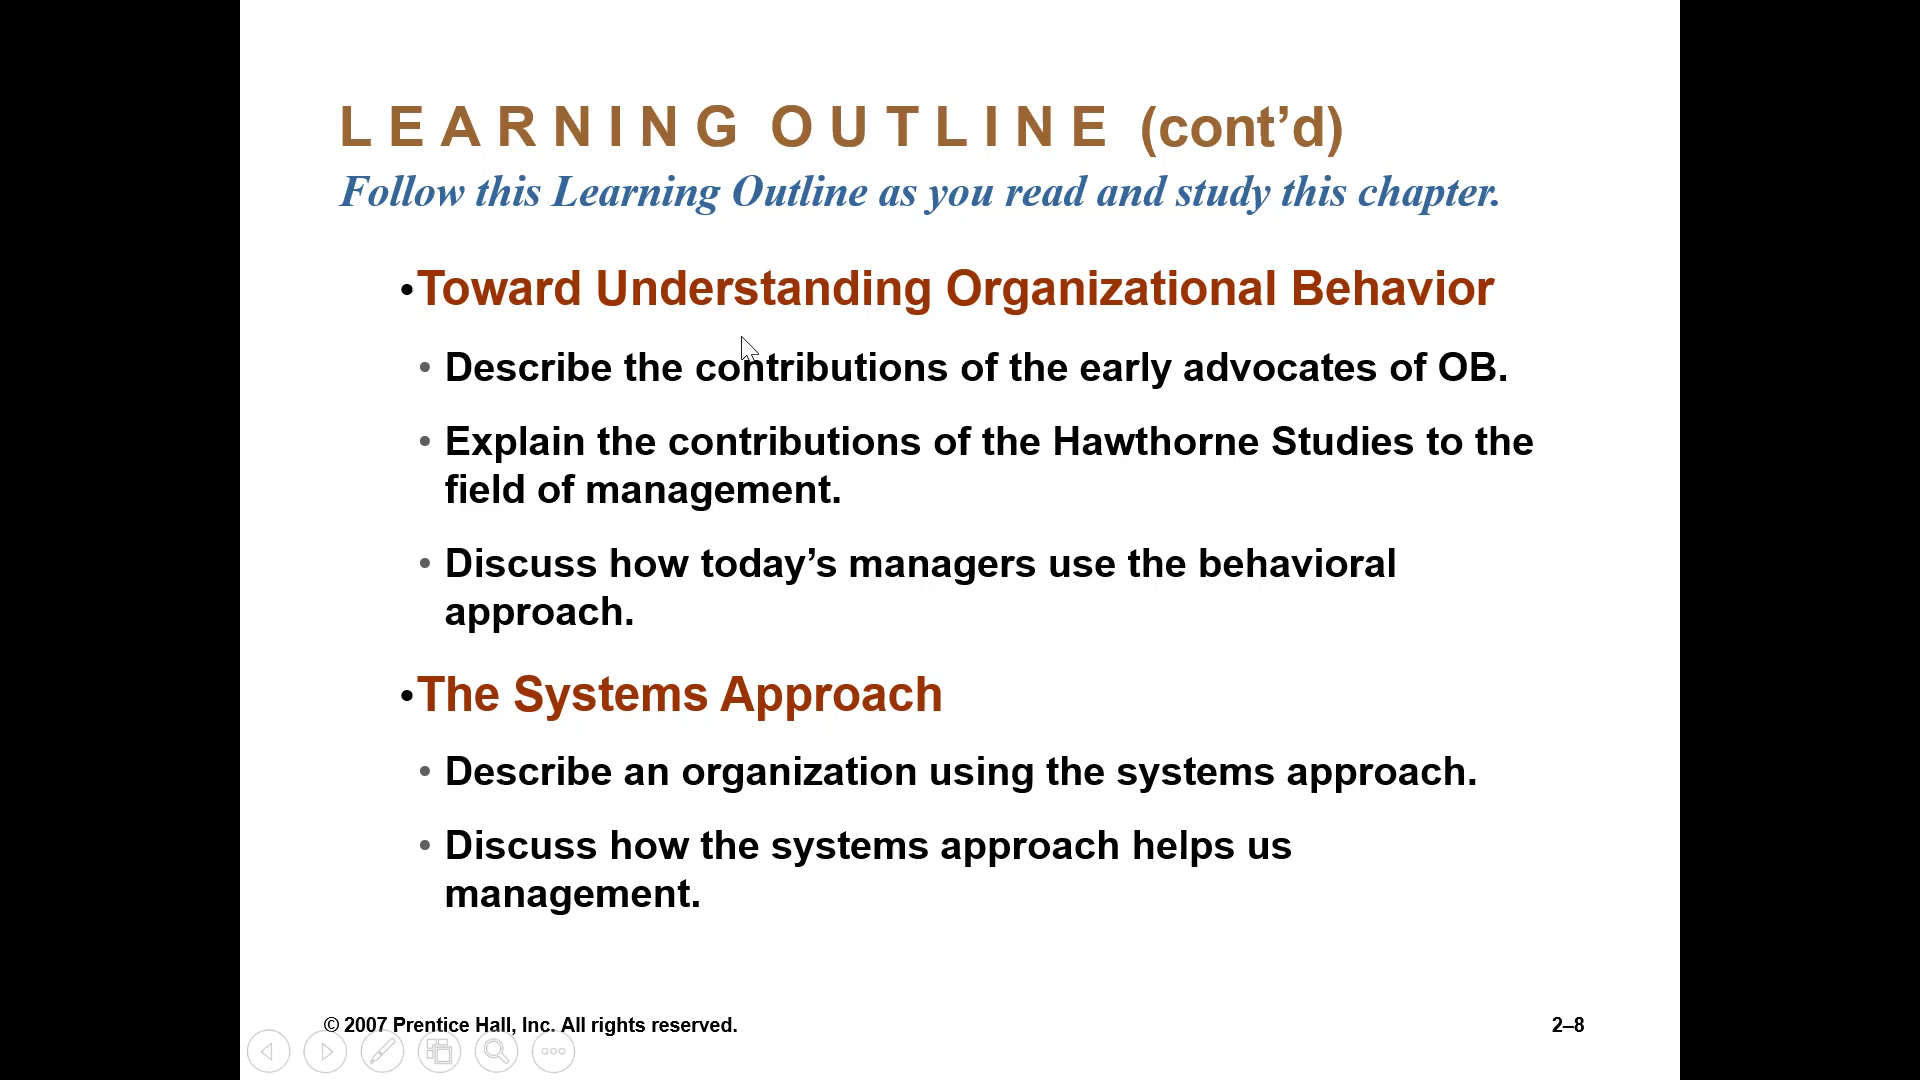 L E A R N I N G  O U T L I N E (cont’d)
Follow this Learning Outline as you read and study this chapter.
•Toward Understanding Organizational Behavior
• Describe the contributions of the early advocates of OB.
• Explain the contributions of the Hawthorne Studies to the
field of management.
• Discuss how today’s managers use the behavioral
approach.
•The Systems Approach
• Describe an organization using the systems approach.
• Discuss how the systems approach helps us
management.
© 2007 Prentice Hall, Inc. All rights reserved.
2–8